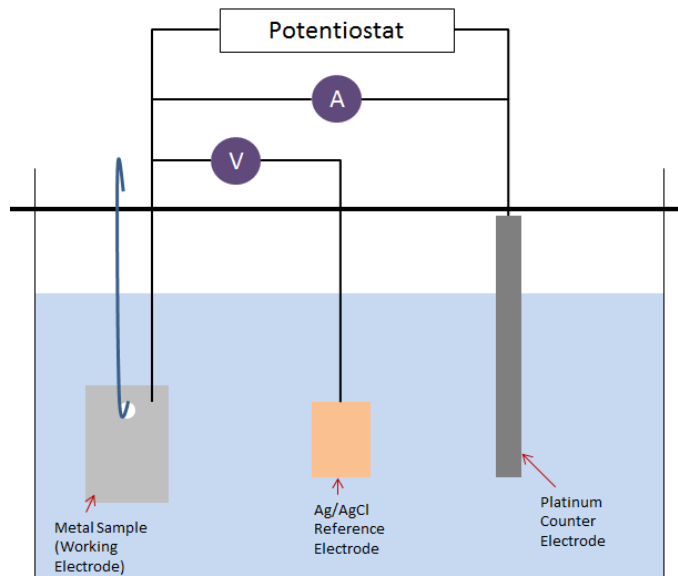 Potentiostat
A
V
Metal Sample
(Working
Electrode)
Ag/AgCl
Reference
Electrode
Platinum
Counter
Electrode